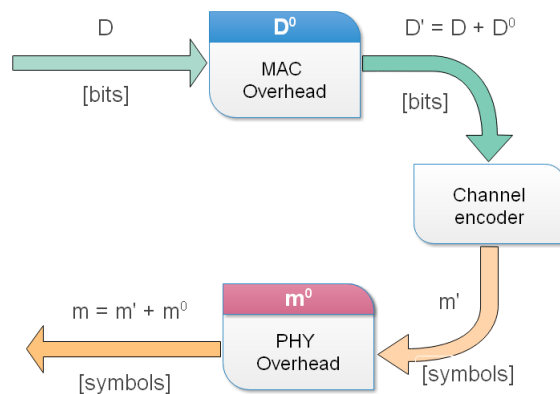 D
[bits]
D⁰
MAC
Overhead
D' = D + D⁰
[bits]
Channel
encoder
m'
[symbols]
m⁰
PHY
Overhead
m = m' + m⁰
[symbols]